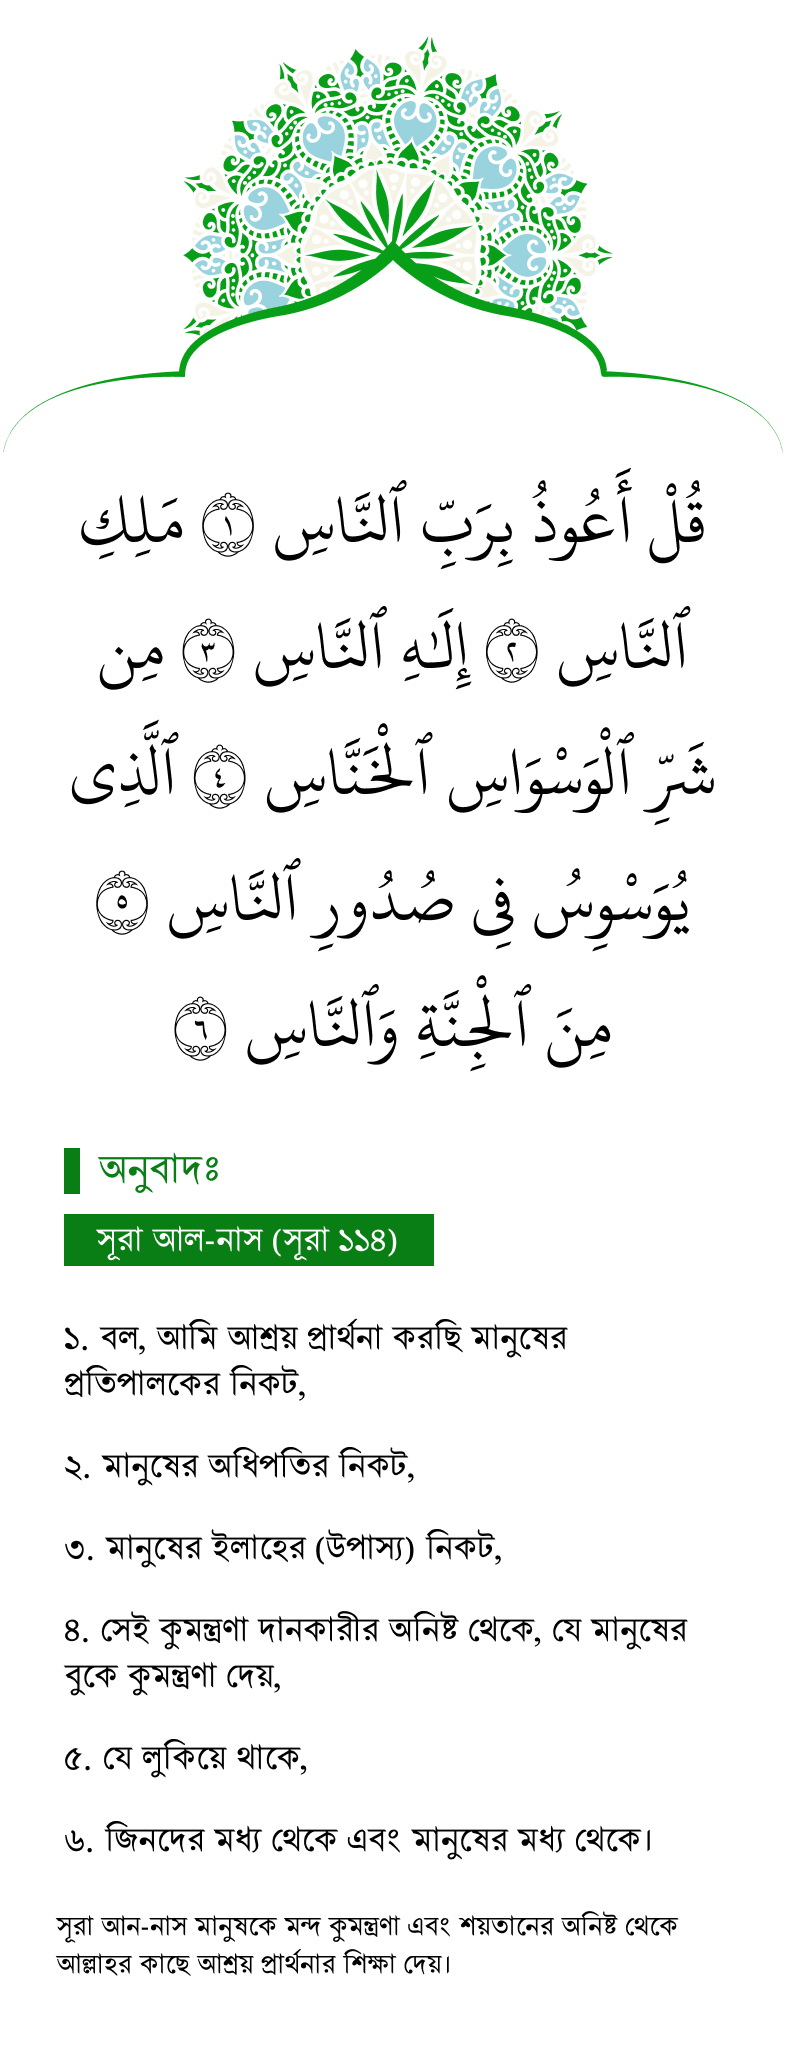 قُلْ أَعُوذُ بِرَبِّ ٱلنَّاسِ ١ مَلِكِ
ٱلنَّاسِ ٢ إِلَـٰهِ ٱلنَّاسِ ٣ مِن
شَرِّ ٱلْوَسْوَاسِ ٱلْخَنَّاسِ ٤ ٱلَّذِى
يُوَسْوِسُ فِى صُدُورِ ٱلنَّاسِ ٥
مِنَ ٱلْجِنَّةِ وَٱلنَّاسِ ٦
অনুবাদঃ
সূরা আল-নাস (সূরা ১১৪)
১. বল, আমি আশ্রয় প্রার্থনা করছি মানুষের
প্রতিপালকের নিকট,
২. মানুষের অধিপতির নিকট,
৩. মানুষের ইলাহের (উপাস্য) নিকট,
৪. সেই কুমন্ত্রণা দানকারীর অনিষ্ট থেকে, যে মানুষের
বুকে কুমন্ত্রণা দেয়,
৫. যে লুকিয়ে থাকে,
৬. জিনদের মধ্য থেকে এবং মানুষের মধ্য থেকে।
সূরা আন-নাস মানুষকে মন্দ কুমন্ত্রণা এবং শয়তানের অনিষ্ট থেকে
আল্লাহর কাছে আশ্রয় প্রার্থনার শিক্ষা দেয়।